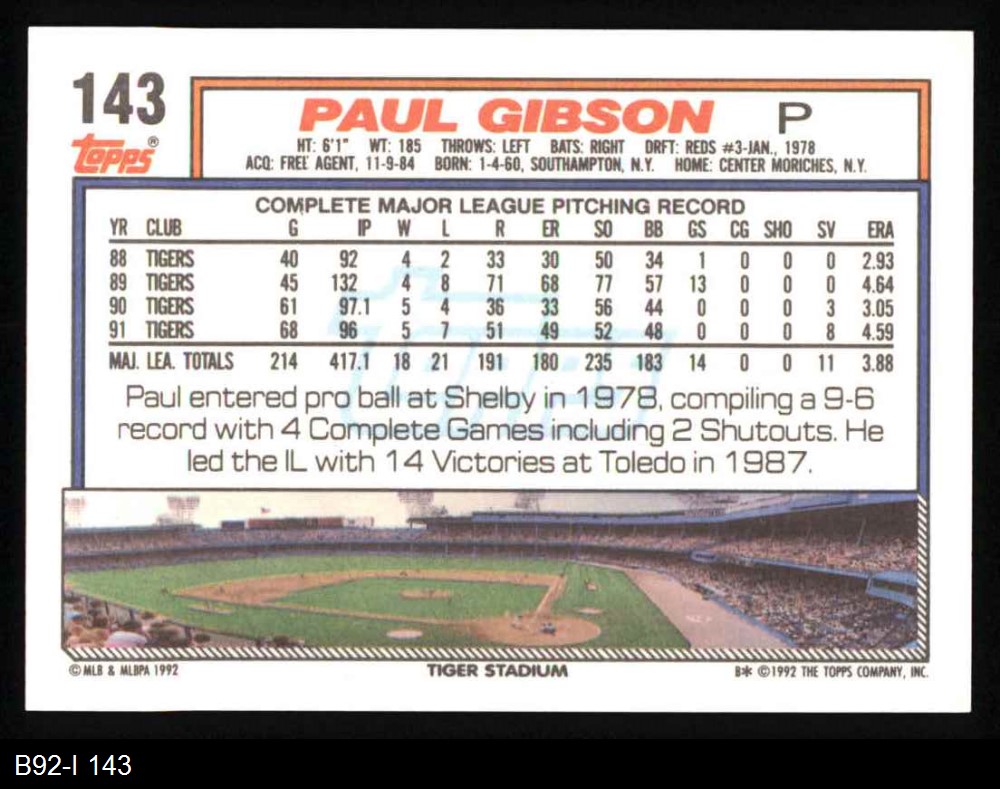 143
TOPPS®
PAUL GIBSON P
HT: 6'1" WT: 185 THROWS: LEFT BATS: RIGHT DRFT: REDS #3-JAN., 1978
ACQ: FREE AGENT, 11-9-84 BORN: 1-4-60, SOUTHAMPTON, N.Y. HOME: CENTER MORICHES, N.Y.
COMPLETE MAJOR LEAGUE PITCHING RECORD
YR CLUB G IP W L R ER SO BB GS CG SHO SV ERA
88 TIGERS 40 92 4 2 33 30 50 34 1 0 0 0 2.93
89 TIGERS 45 132 4 8 71 68 77 57 13 0 0 0 4.64
90 TIGERS 61 97.1 5 4 36 33 56 44 0 0 0 3 3.05
91 TIGERS 68 96 5 7 51 49 52 48 0 0 0 8 4.59
MAJ. LEA. TOTALS 214 417.1 18 21 191 180 235 183 14 0 0 11 3.88
Paul entered pro ball at Shelby in 1978, compiling a 9-6
record with 4 Complete Games including 2 Shutouts. He
led the IL with 14 Victories at Toledo in 1987.
© MLB & MLBPA 1992 TIGER STADIUM B* ©1992 THE TOPPS COMPANY, INC.
B92-I 143